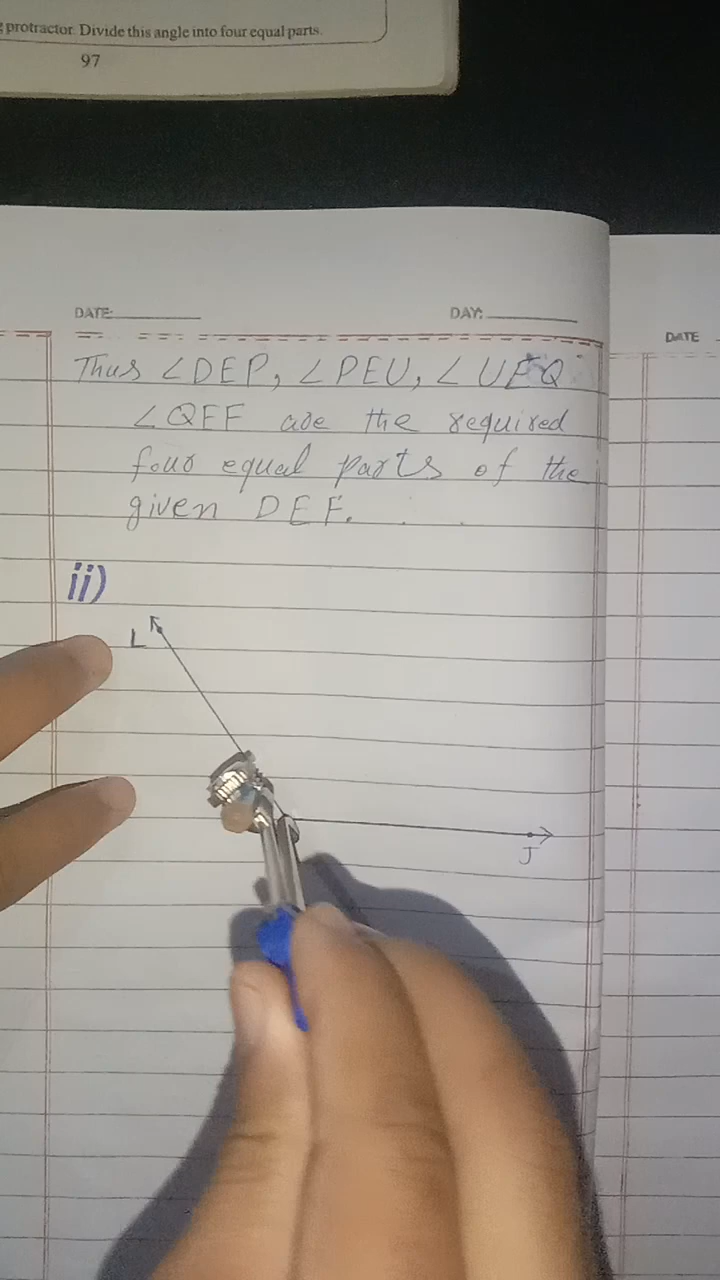 protractor. Divide this angle into four equal parts.
97
DATE: DAY:
DATE
Thus ∠DEP, ∠PEU, ∠UEQ
∠QEF are the required
four equal parts of the
given DEF.
ii)
L
J